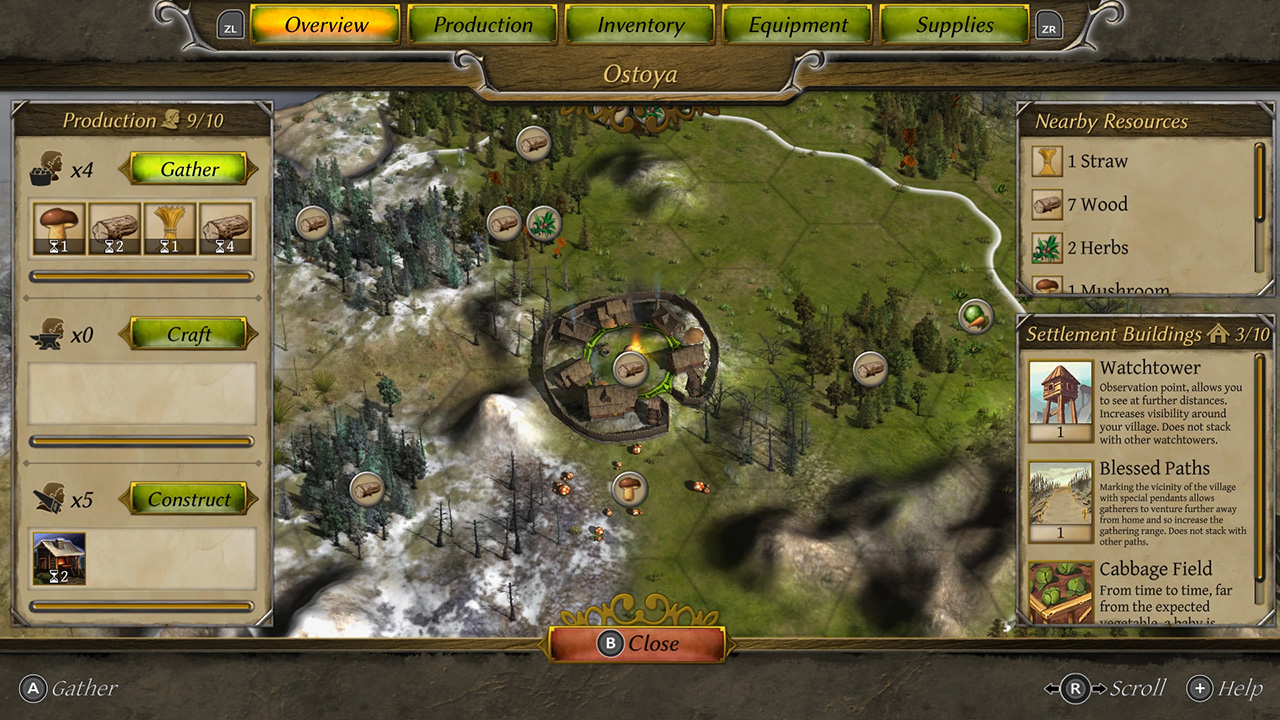 ZL
Overview
Production
Inventory
Equipment
Supplies
ZR
Ostoya
Production 9/10
x4
Gather
1
2
1
4
x0
Craft
x5
Construct
2
Nearby Resources
1 Straw
7 Wood
2 Herbs
1 Mushroom
Settlement Buildings 3/10
Watchtower
Observation point, allows you
to see at further distances.
Increases visibility around
your village. Does not stack
with other watchtowers.
1
Blessed Paths
Marking the vicinity of the village
with special pendants allows
gatherers to venture further away
from home and so increase the
gathering range. Does not stack with
other paths.
1
Cabbage Field
From time to time, far
from the expected
vegetable, a baby is
B Close
A Gather
R Scroll
+ Help